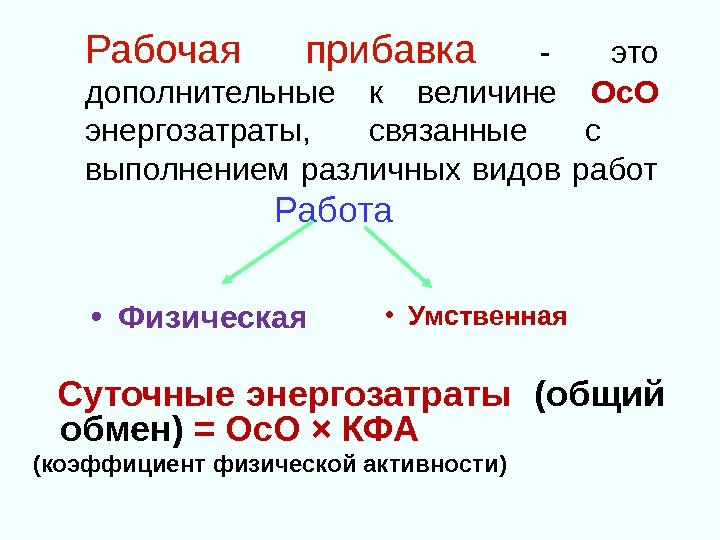 Рабочая прибавка - это
дополнительные к величине ОсО
энергозатраты, связанные с
выполнением различных видов работ
Работа
• Физическая
• Умственная
Суточные энергозатраты (общий
обмен) = ОсО × КФА
(коэффициент физической активности)